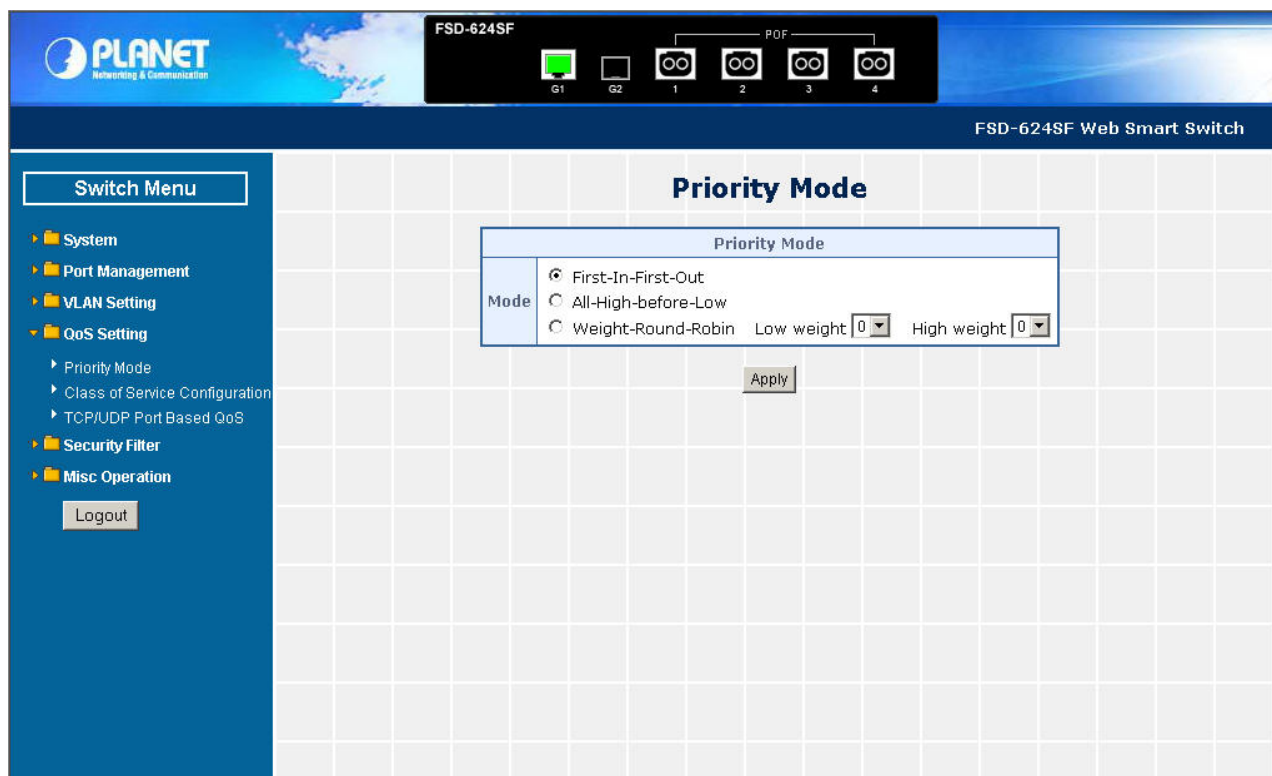 PLANET
Networking & Communication
FSD-624SF
POF
G1 G2 1 2 3 4
FSD-624SF Web Smart Switch
Switch Menu
System
Port Management
VLAN Setting
QoS Setting
Priority Mode
Class of Service Configuration
TCP/UDP Port Based QoS
Security Filter
Misc Operation
Logout
Priority Mode
Priority Mode
Mode
First-In-First-Out
All-High-before-Low
Weight-Round-Robin Low weight 0 High weight 0
Apply